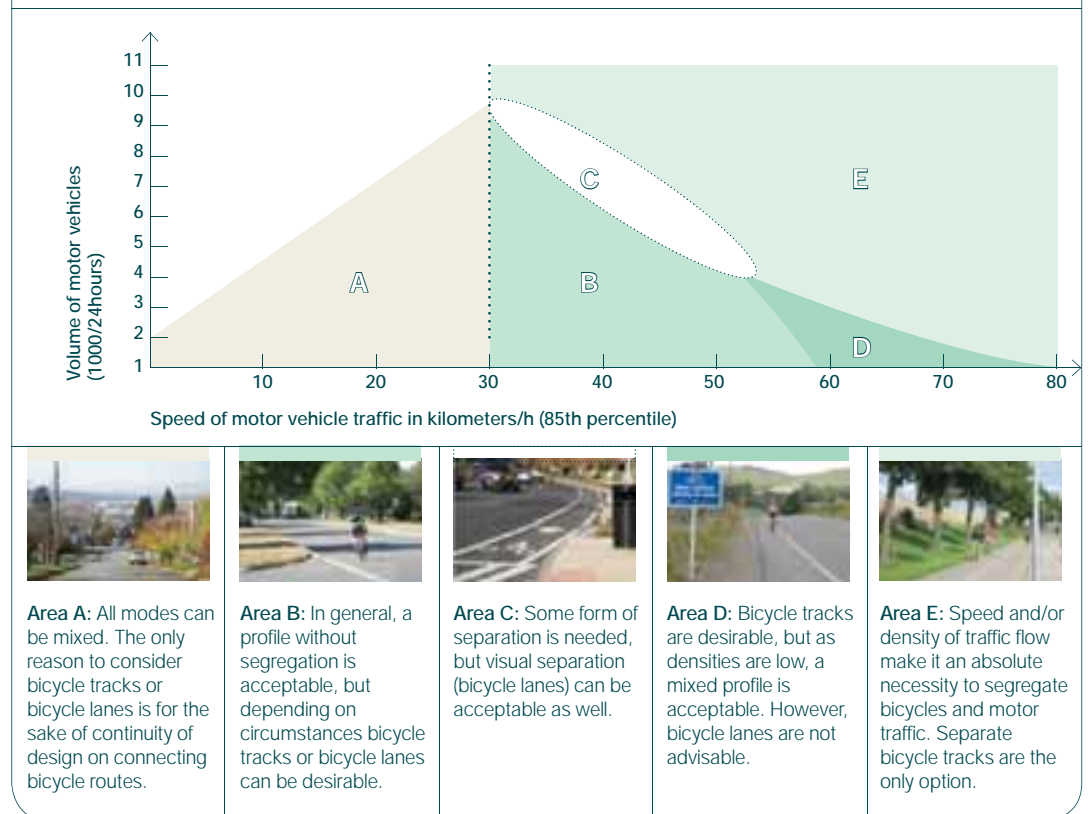 11
10
9
8
7
6
5
4
3
2
1
Volume of motor vehicles
(1000/24hours)
A
B
C
D
E
10 20 30 40 50 60 70 80
Speed of motor vehicle traffic in kilometers/h (85th percentile)
Area A: All modes can
be mixed. The only
reason to consider
bicycle tracks or
bicycle lanes is for the
sake of continuity of
design on connecting
bicycle routes.
Area B: In general, a
profile without
segregation is
acceptable, but
depending on
circumstances bicycle
tracks or bicycle lanes
can be desirable.
Area C: Some form of
separation is needed,
but visual separation
(bicycle lanes) can be
acceptable as well.
Area D: Bicycle tracks
are desirable, but as
densities are low, a
mixed profile is
acceptable. However,
bicycle lanes are not
advisable.
Area E: Speed and/or
density of traffic flow
make it an absolute
necessity to segregate
bicycles and motor
traffic. Separate
bicycle tracks are the
only option.